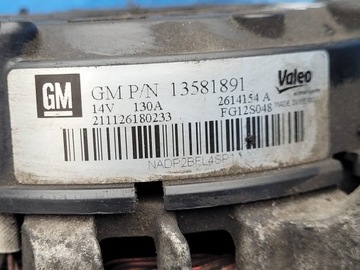 GM
GM P/N 13581891
Valeo
14V 130A
2614154 A
211126180233
FG12S048
NADP2BFL4SP1